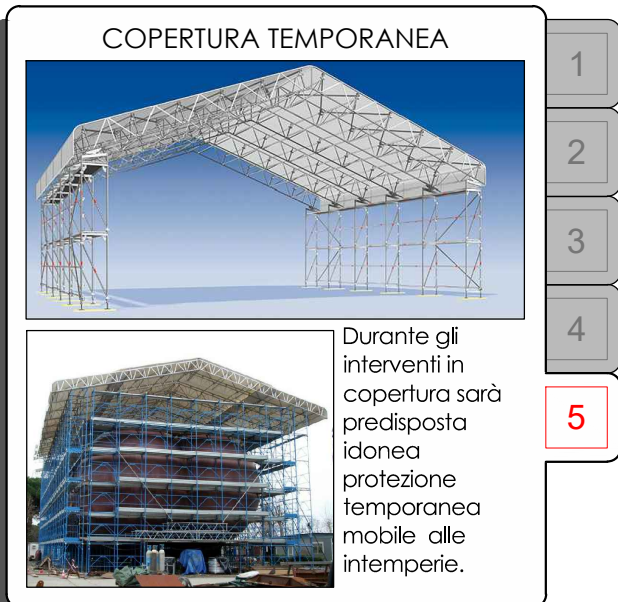 COPERTURA TEMPORANEA
1
2
3
4
5
Durante gli
interventi in
copertura sarà
predisposta
idonea
protezione
temporanea
mobile alle
intemperie.